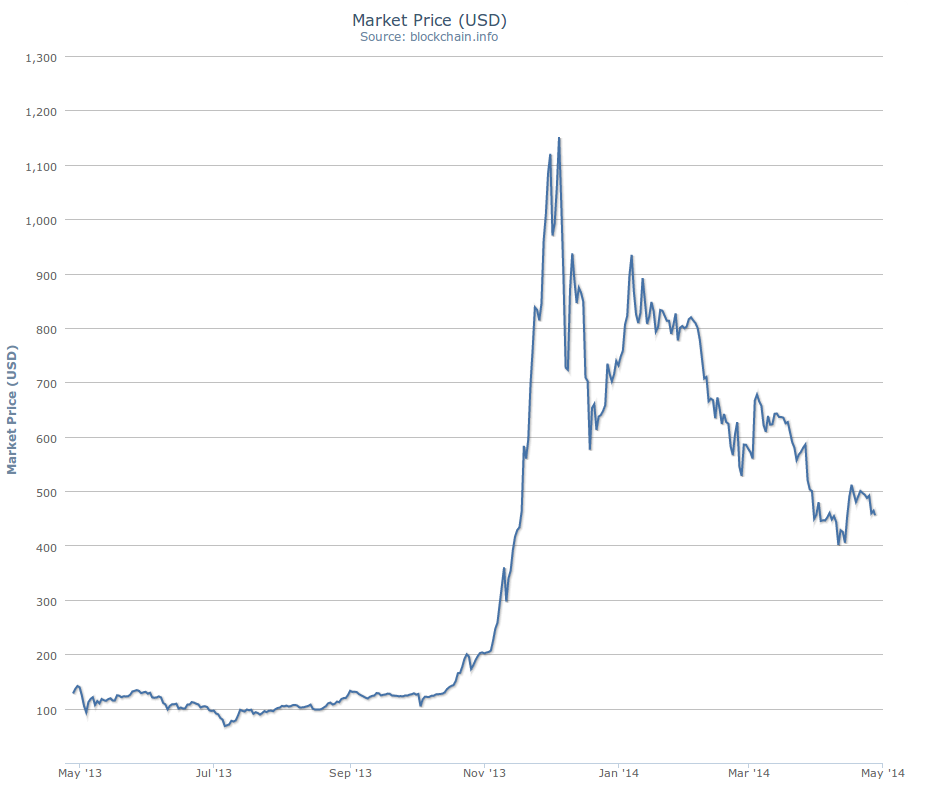 Market Price (USD)
Source: blockchain.info
1,300
1,200
1,100
1,000
900
800
700
600
500
400
300
200
100
Market Price (USD)
May '13
Jul '13
Sep '13
Nov '13
Jan '14
Mar '14
May '14